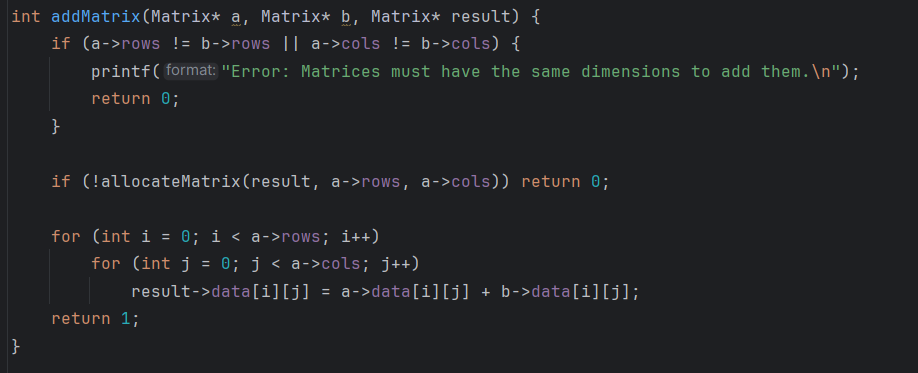 int addMatrix(Matrix* a, Matrix* b, Matrix* result) {
    if (a->rows != b->rows || a->cols != b->cols) {
        printf(format: "Error: Matrices must have the same dimensions to add them.\n");
        return 0;
    }

    if (!allocateMatrix(result, a->rows, a->cols)) return 0;

    for (int i = 0; i < a->rows; i++)
        for (int j = 0; j < a->cols; j++)
            result->data[i][j] = a->data[i][j] + b->data[i][j];
    return 1;
}